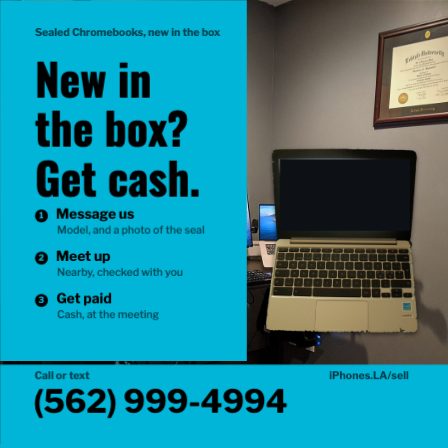 Sealed Chromebooks, new in the box
New in
the box?
Get cash.
1 Message us
Model, and a photo of the seal
2 Meet up
Nearby, checked with you
3 Get paid
Cash, at the meeting
Call or text
iPhones.LA/sell
(562) 999-4994